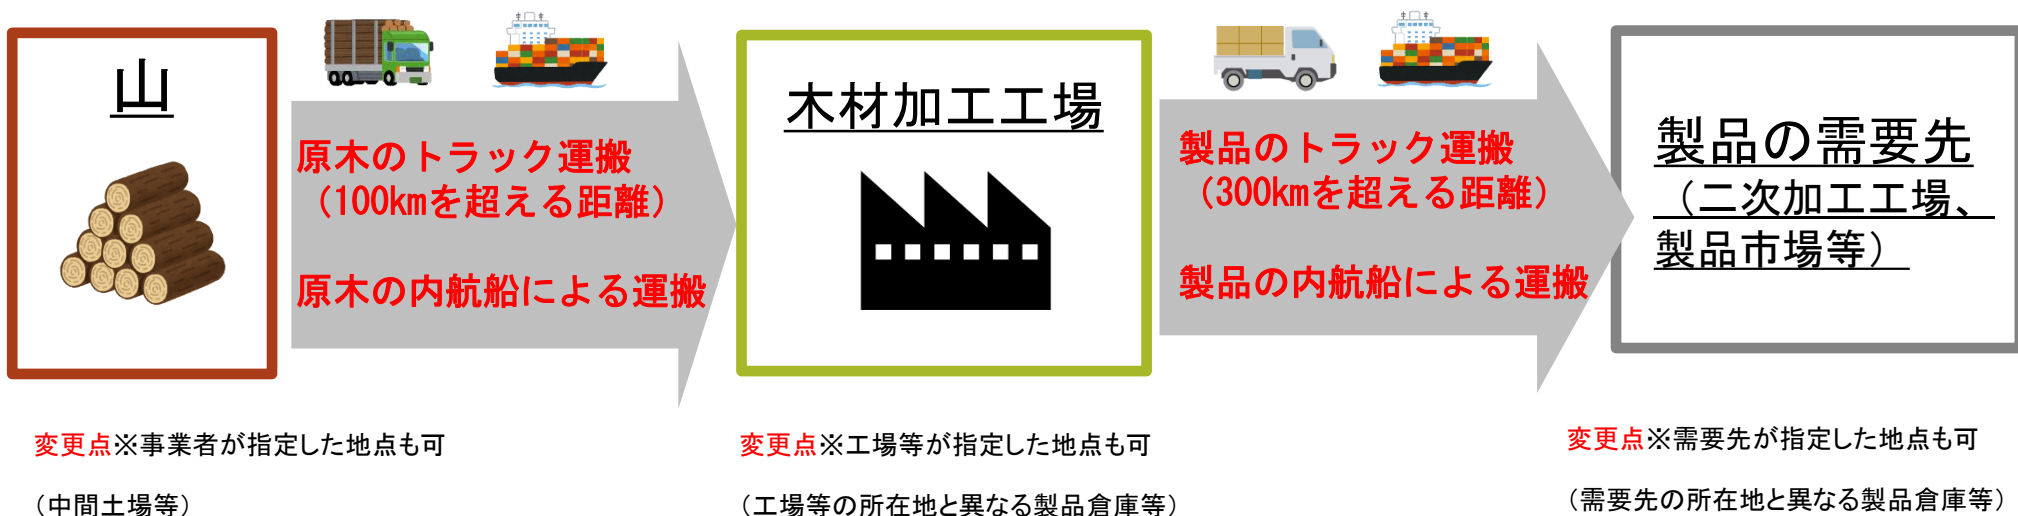 山
原木のトラック運搬
（100kmを超える距離）
原木の内航船による運搬
木材加工工場
製品のトラック運搬
（300kmを超える距離）
製品の内航船による運搬
製品の需要先
（二次加工工場、
製品市場等）
変更点※事業者が指定した地点も可
（中間土場等）
変更点※工場等が指定した地点も可
（工場等の所在地と異なる製品倉庫等）
変更点※需要先が指定した地点も可
（需要先の所在地と異なる製品倉庫等）